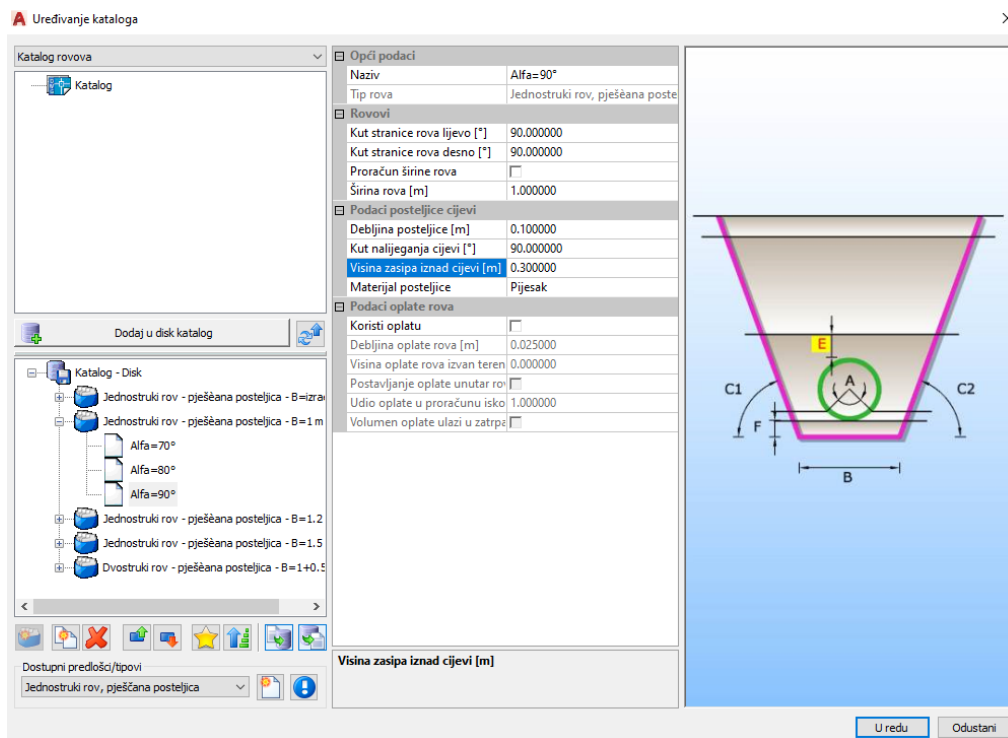 Uređivanje kataloga
Katalog rovova
Katalog
Dodaj u disk katalog
Katalog - Disk
Jednostruki rov - pješèana posteljica - B=izra
Jednostruki rov - pješèana posteljica - B=1 m
Alfa=70°
Alfa=80°
Alfa=90°
Jednostruki rov - pješèana posteljica - B=1.2
Jednostruki rov - pješèana posteljica - B=1.5
Dvostruki rov - pješèana posteljica - B=1+0.5
Dostupni predlošci/tipovi
Jednostruki rov, pješčana posteljica
Opći podaci
Naziv Alfa=90°
Tip rova Jednostruki rov, pješèana poste
Rovovi
Kut stranice rova lijevo [°] 90.000000
Kut stranice rova desno [°] 90.000000
Proračun širine rova
Širina rova [m] 1.000000
Podaci posteljice cijevi
Debljina posteljice [m] 0.100000
Kut nalijeganja cijevi [°] 90.000000
Visina zasipa iznad cijevi [m] 0.300000
Materijal posteljice Pijesak
Podaci oplate rova
Koristi oplatu
Debljina oplate rova [m] 0.025000
Visina oplate rova izvan teren 0.000000
Postavljanje oplate unutar rov
Udio oplate u proračunu isko 1.000000
Volumen oplate ulazi u zatrpa
Visina zasipa iznad cijevi [m]
E
A
C1
C2
F
B
U redu
Odustani